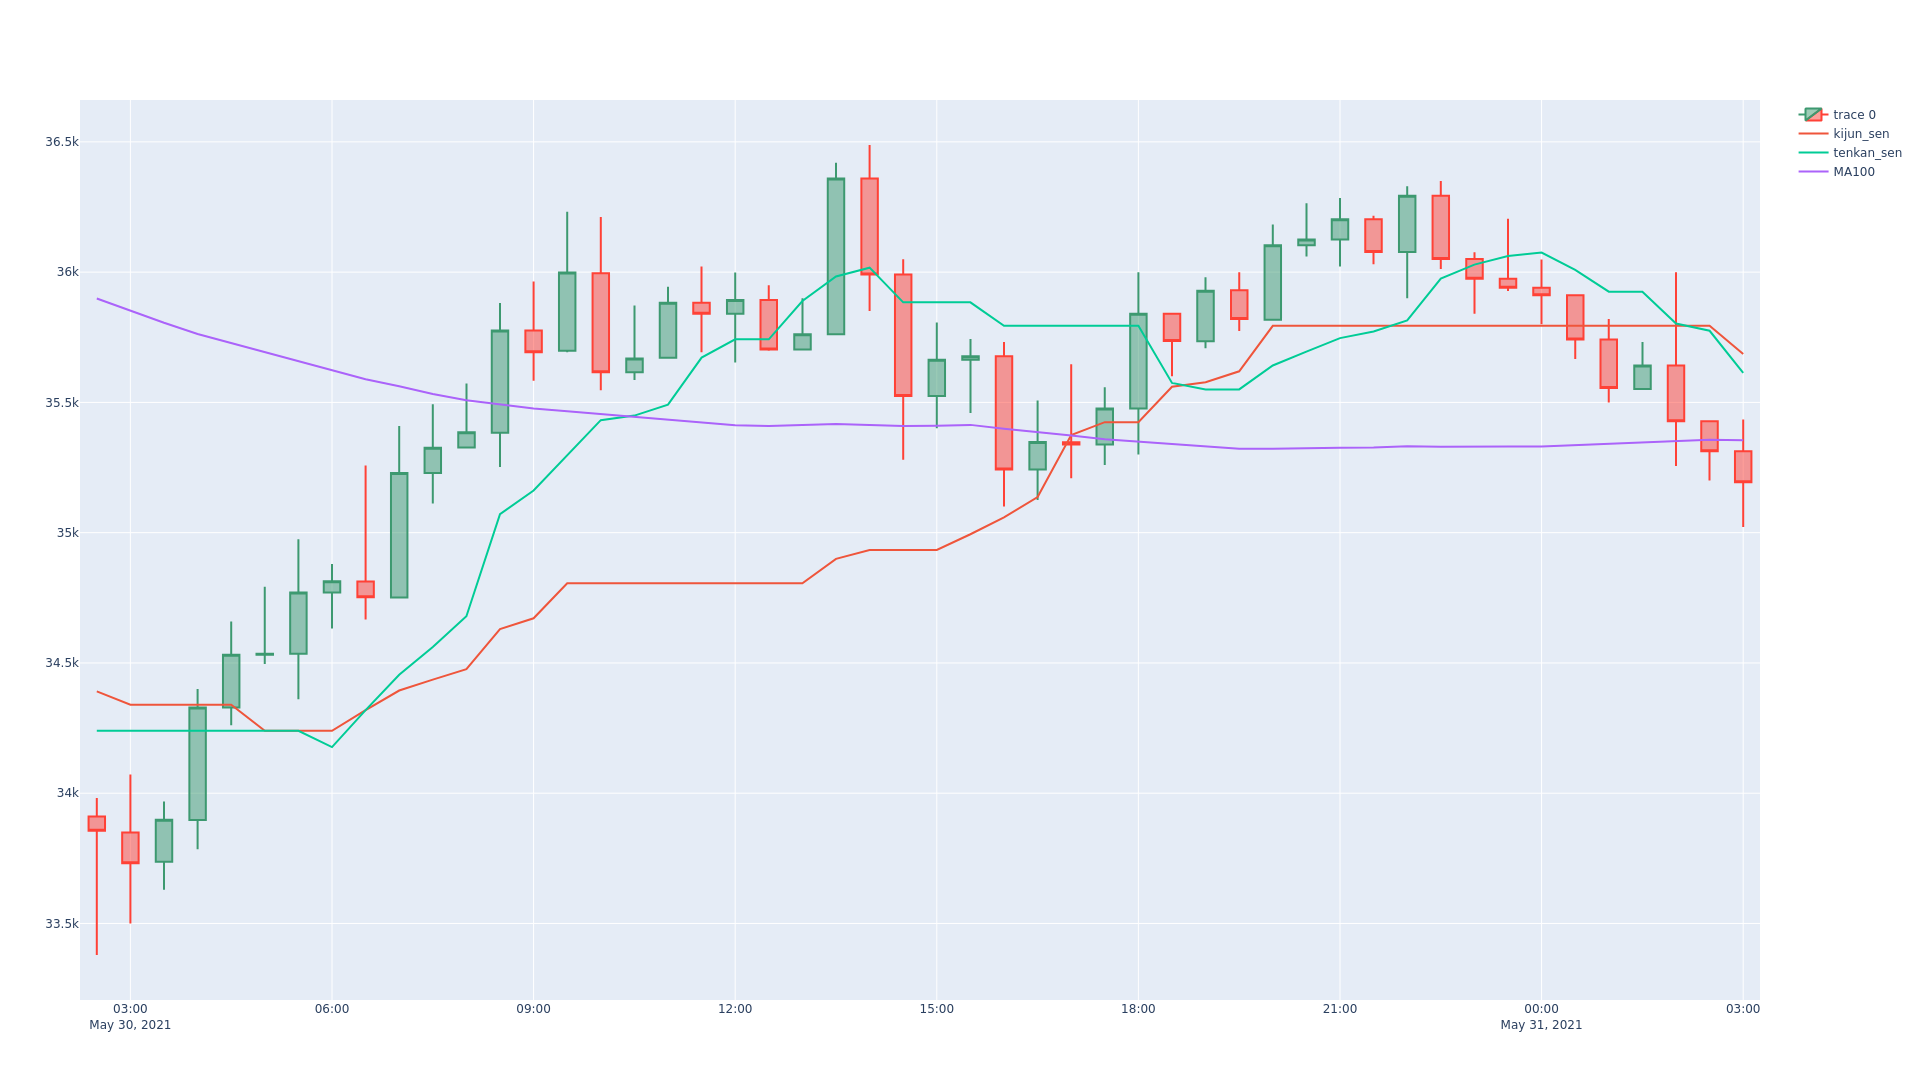 trace 0
kijun_sen
tenkan_sen
MA100
36.5k
36k
35.5k
35k
34.5k
34k
33.5k
03:00 06:00 09:00 12:00 15:00 18:00 21:00 00:00 03:00
May 30, 2021 May 31, 2021